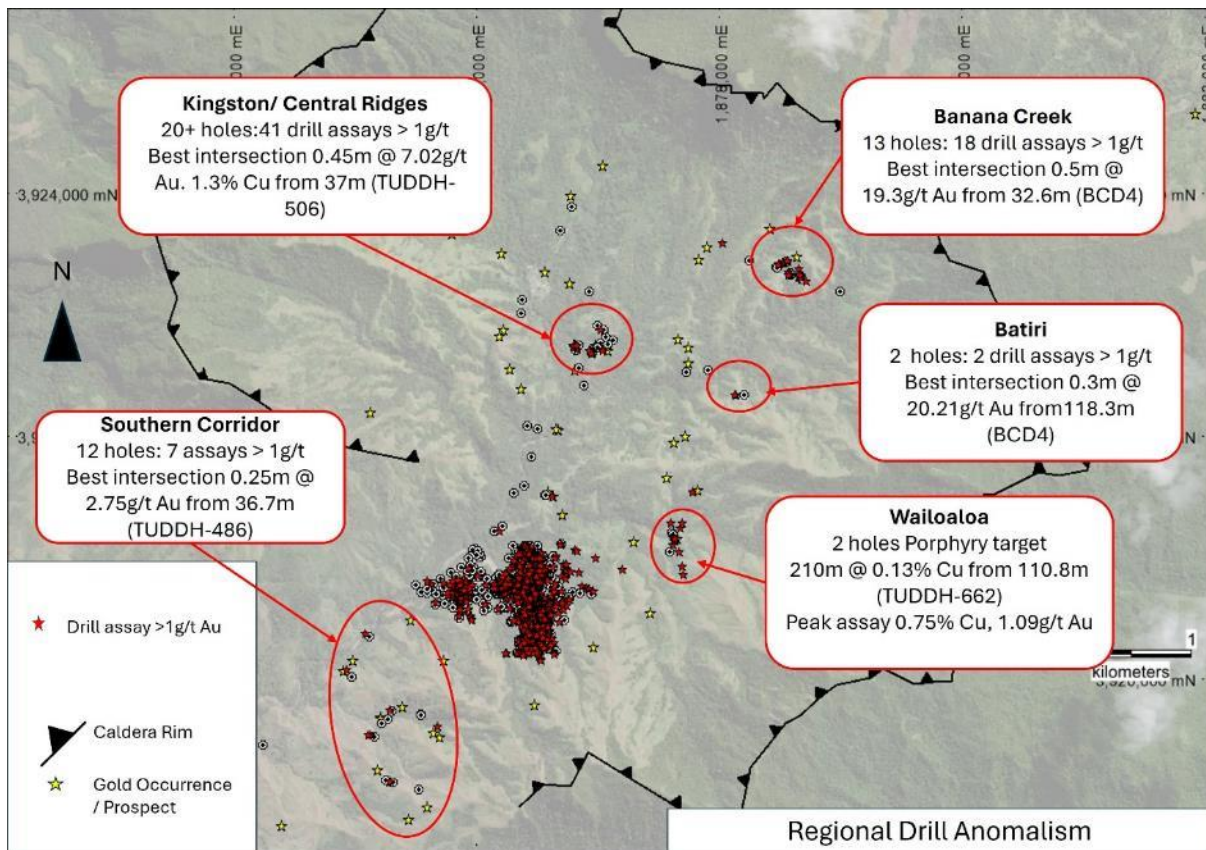 1,878,000 mE
Kingston/ Central Ridges
20+ holes:41 drill assays > 1g/t
Best intersection 0.45m @ 7.02g/t
Au. 1.3% Cu from 37m (TUDDH-
506)
Banana Creek
13 holes: 18 drill assays > 1g/t
Best intersection 0.5m @
19.3g/t Au from 32.6m (BCD4)
3,924,000 mN
N
Batiri
2 holes: 2 drill assays > 1g/t
Best intersection 0.3m @
20.21g/t Au from118.3m
(BCD4)
Southern Corridor
12 holes: 7 assays > 1g/t
Best intersection 0.25m @
2.75g/t Au from 36.7m
(TUDDH-486)
Wailoaloa
2 holes Porphyry target
210m @ 0.13% Cu from 110.8m
(TUDDH-662)
Peak assay 0.75% Cu, 1.09g/t Au
1
kilometers
3,920,000 mN
Drill assay >1g/t Au
Caldera Rim
Gold Occurrence
/ Prospect
Regional Drill Anomalism